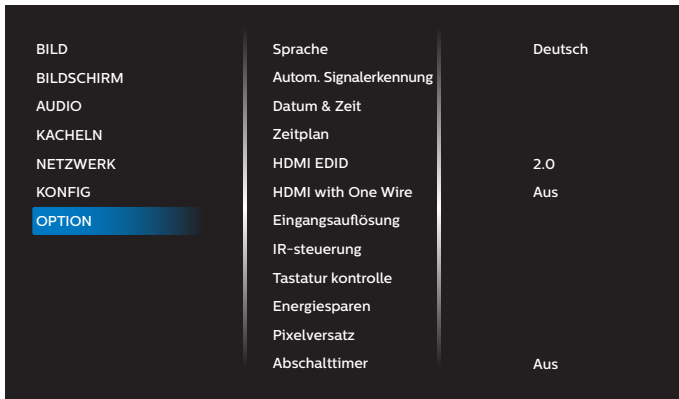 BILD
BILDSCHIRM
AUDIO
KACHELN
NETZWERK
KONFIG
OPTION
Sprache Deutsch
Autom. Signalerkennung
Datum & Zeit
Zeitplan
HDMI EDID 2.0
HDMI with One Wire Aus
Eingangsauflösung
IR-steuerung
Tastatur kontrolle
Energiesparen
Pixelversatz
Abschalttimer Aus